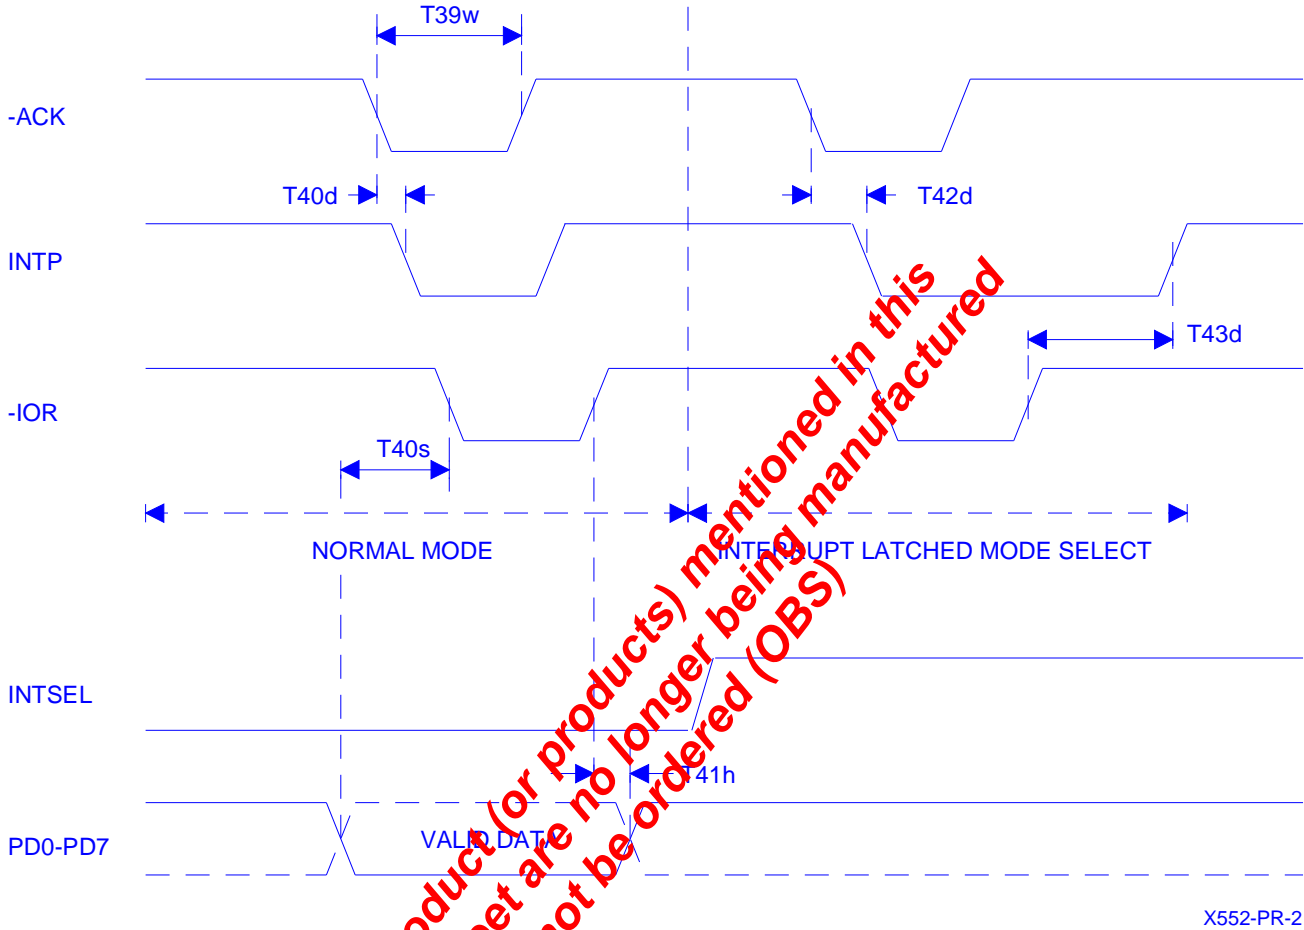 T39w
-ACK
T40d
T42d
INTP
T43d
-IOR
T40s
NORMAL MODE
INTERRUPT LATCHED MODE SELECT
INTSEL
T41h
PD0-PD7
VALID DATA
(or products) mentioned in this
are no longer being manufactured
not be ordered (OBS)
X552-PR-2